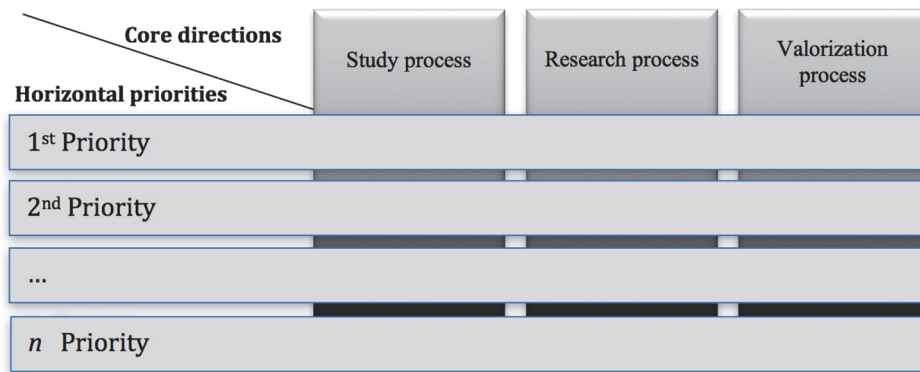 Core directions
Horizontal priorities
Study process
Research process
Valorization
process
1st Priority
2nd Priority
...
n Priority